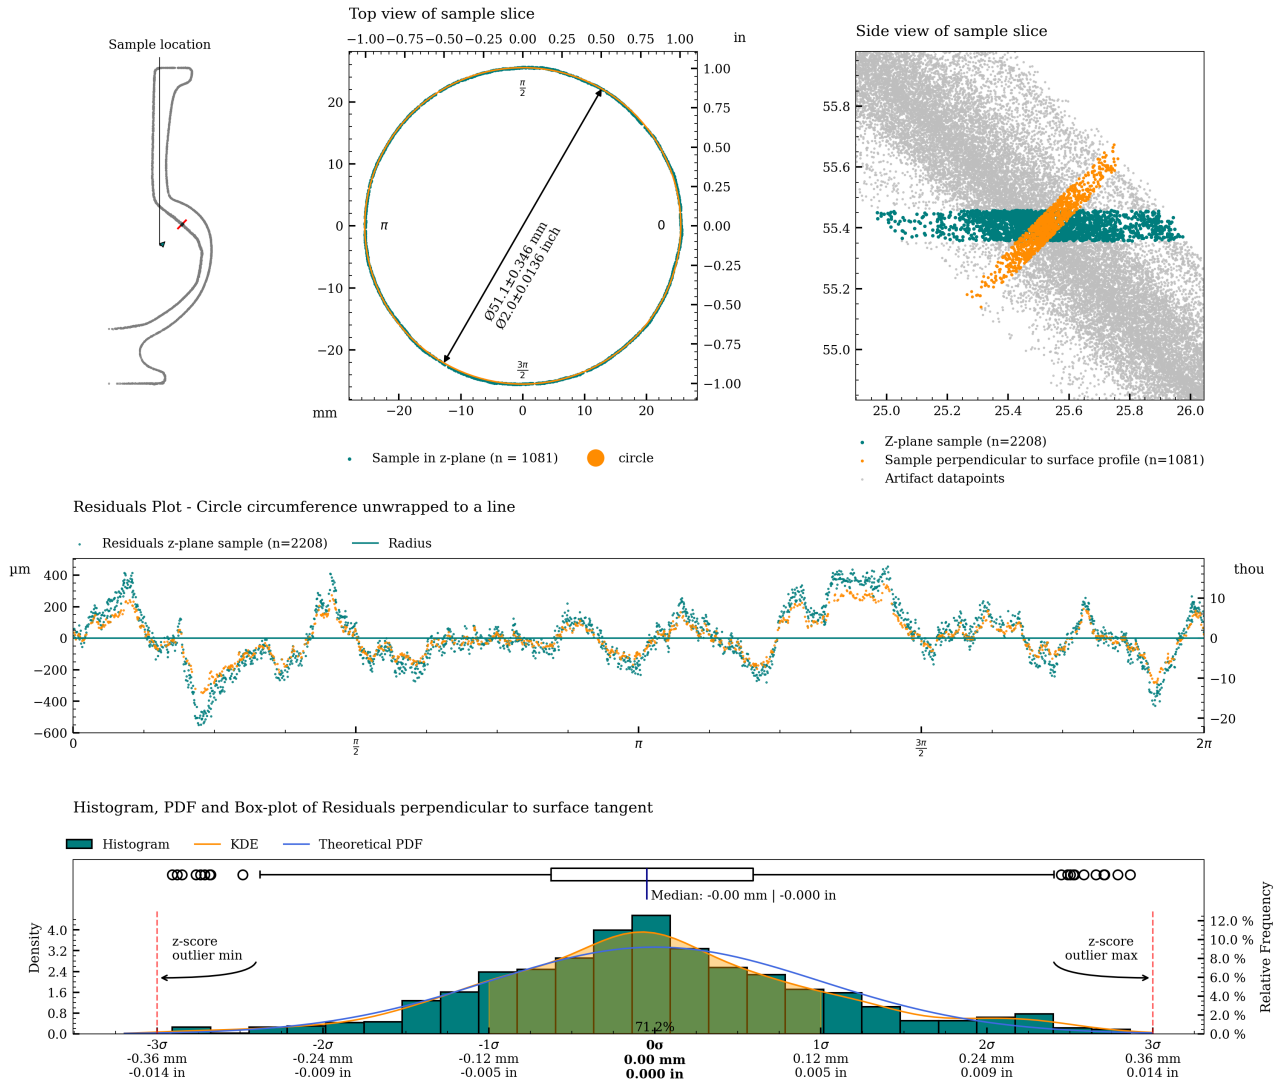 Sample location
Top view of sample slice
−1.00 −0.75 −0.50 −0.25 0.00 0.25 0.50 0.75 1.00 in
20
10
0
−10
−20
1.00
0.75
0.50
0.25
0.00
−0.25
−0.50
−0.75
−1.00
π/2
π
0
3π/2
Ø51.1±0.346 mm
Ø2.0±0.0136 inch
mm −20 −10 0 10 20
Sample in z-plane (n = 1081) circle
Side view of sample slice
55.8
55.6
55.4
55.2
55.0
25.0 25.2 25.4 25.6 25.8 26.0
Z-plane sample (n=2208)
Sample perpendicular to surface profile (n=1081)
Artifact datapoints
Residuals Plot - Circle circumference unwrapped to a line
Residuals z-plane sample (n=2208) Radius
µm
400
200
0
−200
−400
−600
thou
10
0
−10
−20
0 π/2 π 3π/2 2π
Histogram, PDF and Box-plot of Residuals perpendicular to surface tangent
Histogram KDE Theoretical PDF
Median: -0.00 mm | -0.000 in
Density
4.0
3.2
2.4
1.6
0.8
0.0
z-score
outlier min
z-score
outlier max
71.2%
12.0 %
10.0 %
8.0 %
6.0 %
4.0 %
2.0 %
0.0 %
Relative Frequency
-3σ -2σ -1σ 0σ 1σ 2σ 3σ
-0.36 mm -0.24 mm -0.12 mm 0.00 mm 0.12 mm 0.24 mm 0.36 mm
-0.014 in -0.009 in -0.005 in 0.000 in 0.005 in 0.009 in 0.014 in